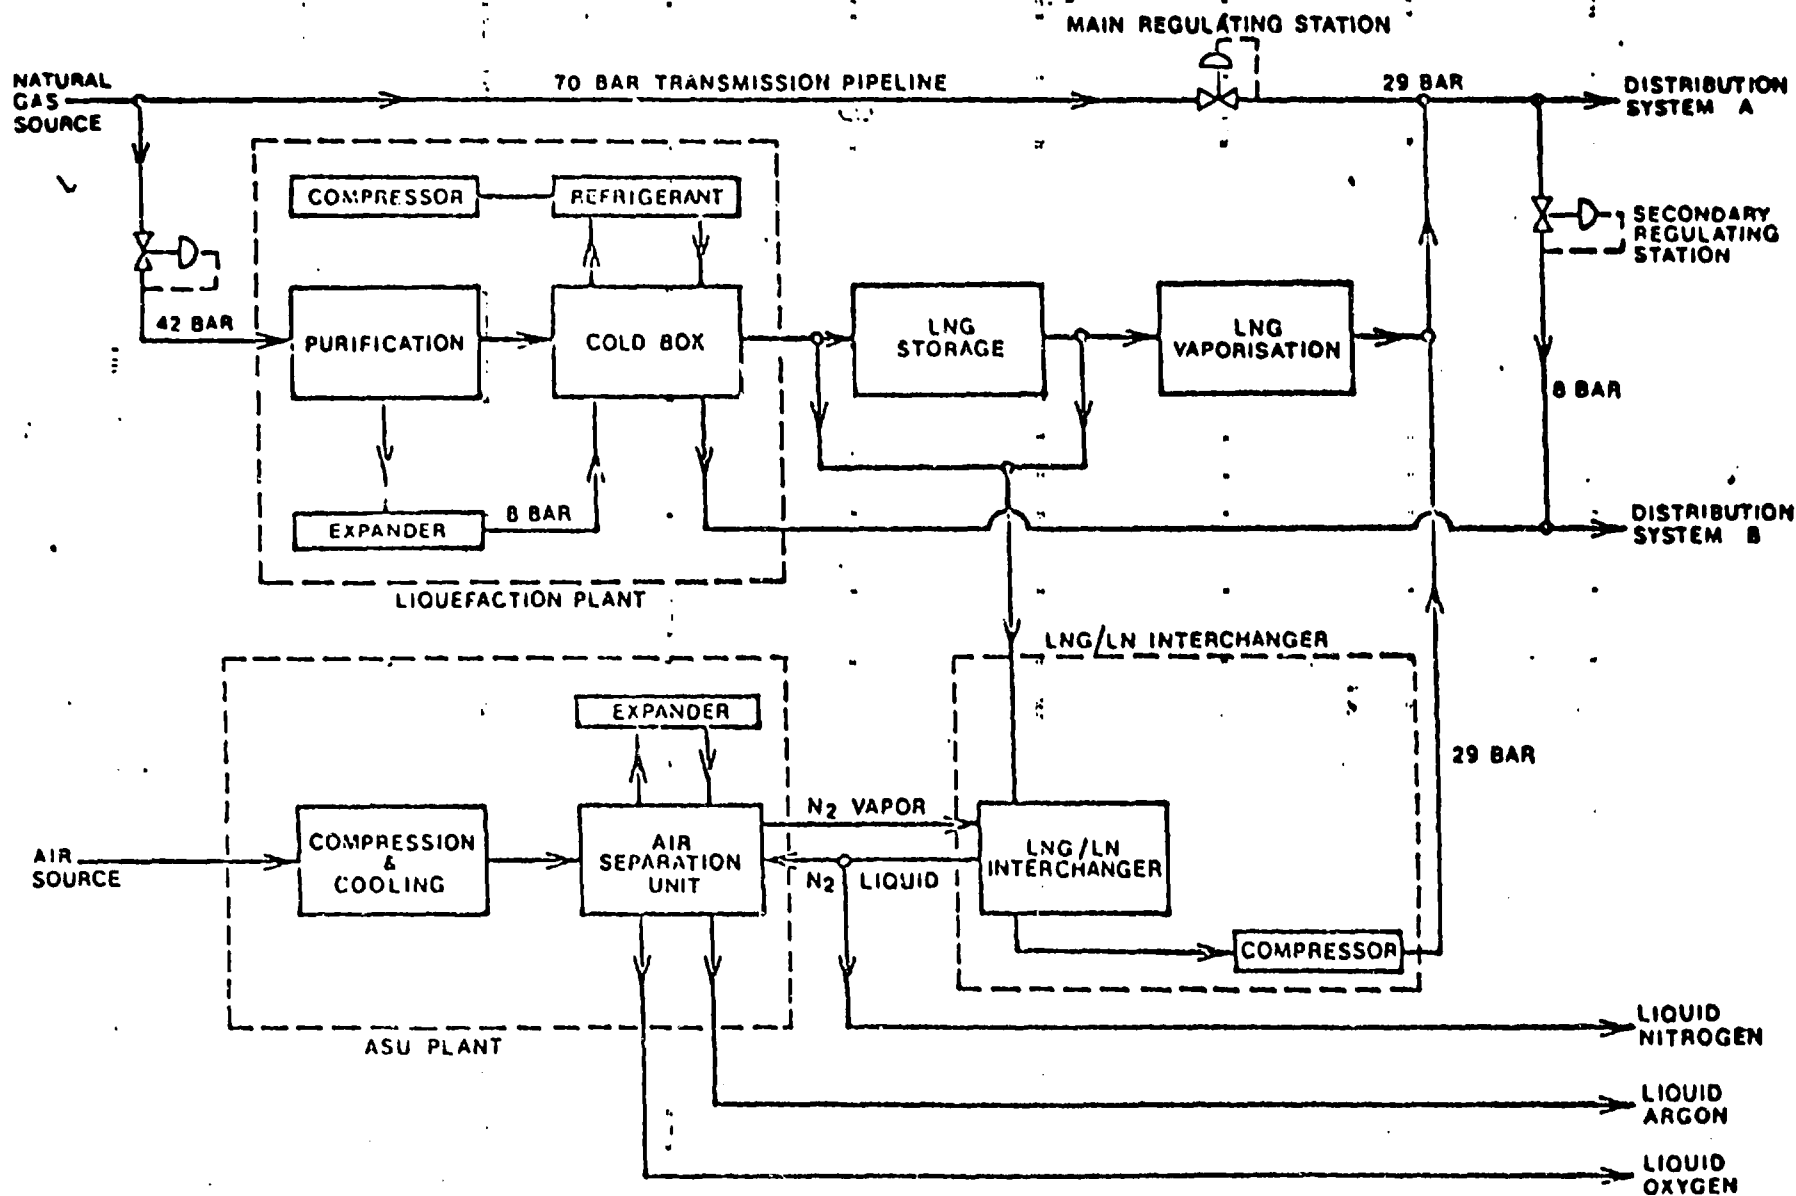 MAIN REGULATING STATION
NATURAL
GAS
SOURCE
70 BAR TRANSMISSION PIPELINE
29 BAR
DISTRIBUTION
SYSTEM A
COMPRESSOR
REFRIGERANT
SECONDARY
REGULATING
STATION
42 BAR
PURIFICATION
COLD BOX
LNG
STORAGE
LNG
VAPORISATION
8 BAR
EXPANDER
8 BAR
DISTRIBUTION
SYSTEM B
LIQUEFACTION PLANT
LNG/LN INTERCHANGER
EXPANDER
29 BAR
AIR
SOURCE
COMPRESSION
&
COOLING
AIR
SEPARATION
UNIT
N2 VAPOR
N2 LIQUID
LNG/LN
INTERCHANGER
COMPRESSOR
ASU PLANT
LIQUID
NITROGEN
LIQUID
ARGON
LIQUID
OXYGEN